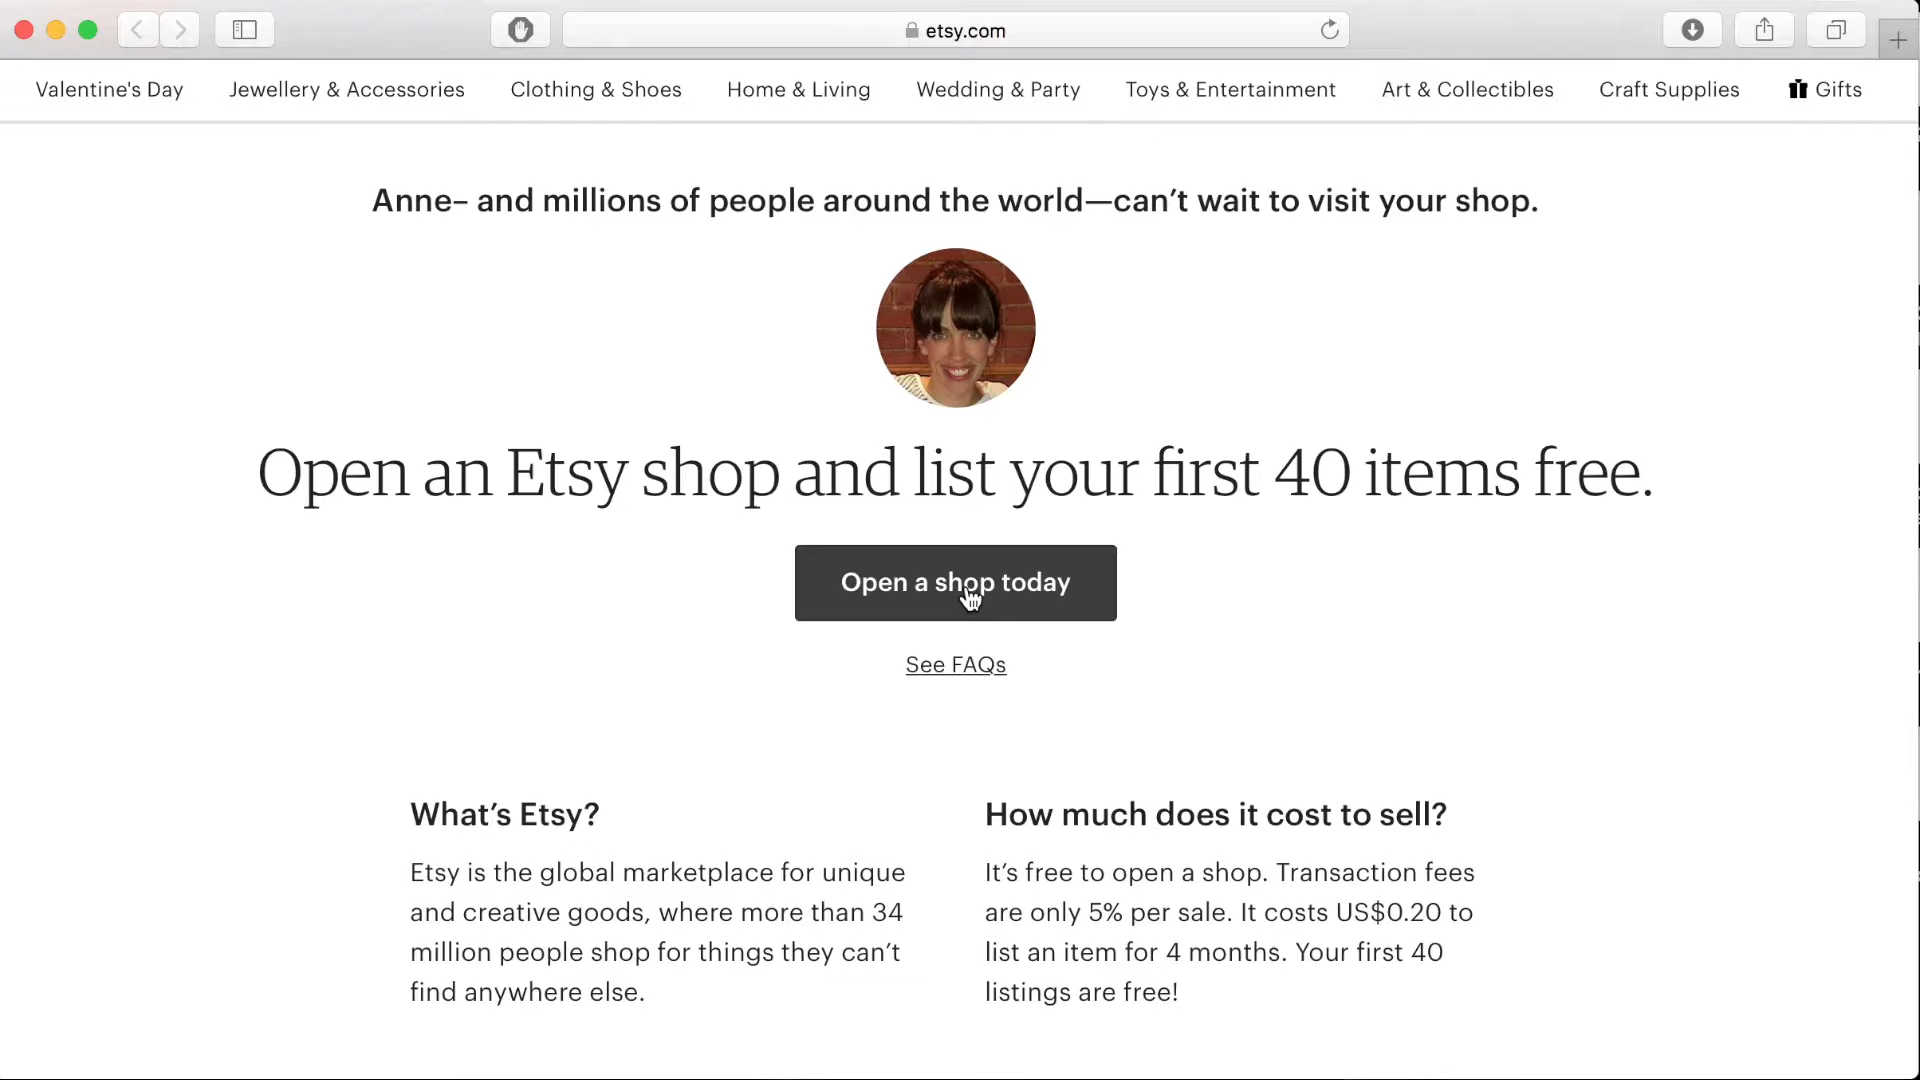 etsy.com
Valentine's Day Jewellery & Accessories Clothing & Shoes Home & Living Wedding & Party Toys & Entertainment Art & Collectibles Craft Supplies Gifts
Anne– and millions of people around the world—can’t wait to visit your shop.
Open an Etsy shop and list your first 40 items free.
Open a shop today
See FAQs
What’s Etsy?
Etsy is the global marketplace for unique
and creative goods, where more than 34
million people shop for things they can’t
find anywhere else.
How much does it cost to sell?
It’s free to open a shop. Transaction fees
are only 5% per sale. It costs US$0.20 to
list an item for 4 months. Your first 40
listings are free!